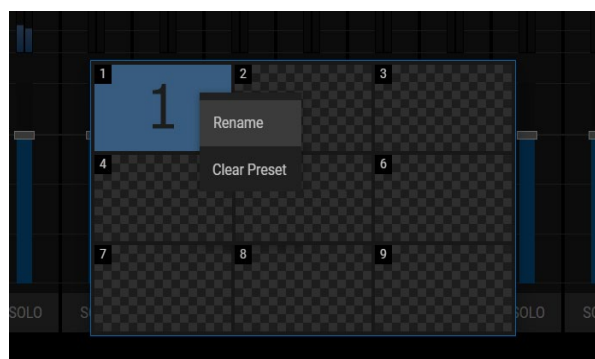 1 2 3
1
Rename
4 Clear Preset 6
7 8 9
SOLO S SOLO S